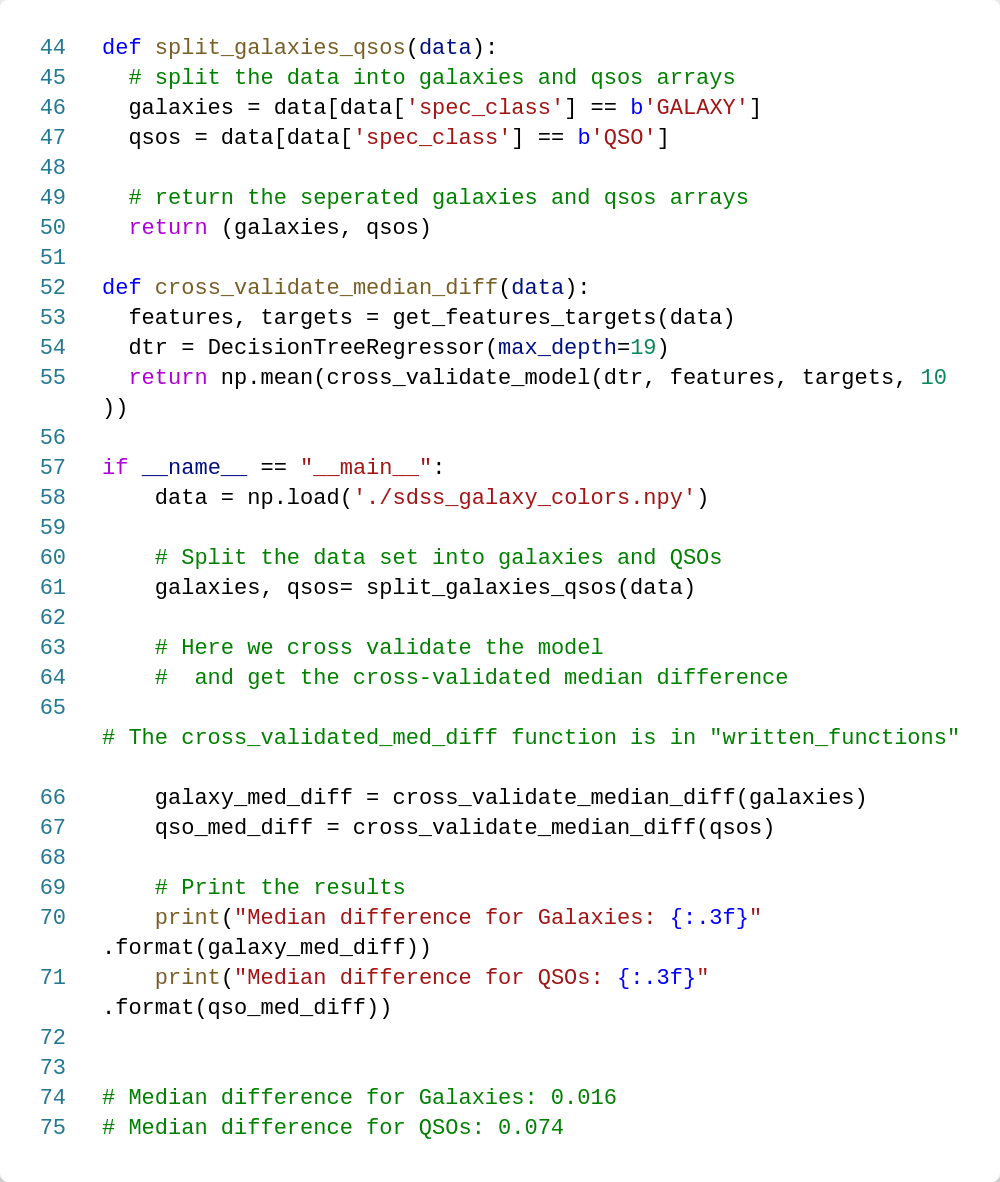 44 def split_galaxies_qsos(data):
45   # split the data into galaxies and qsos arrays
46   galaxies = data[data['spec_class'] == b'GALAXY']
47   qsos = data[data['spec_class'] == b'QSO']
48
49   # return the seperated galaxies and qsos arrays
50   return (galaxies, qsos)
51
52 def cross_validate_median_diff(data):
53   features, targets = get_features_targets(data)
54   dtr = DecisionTreeRegressor(max_depth=19)
55   return np.mean(cross_validate_model(dtr, features, targets, 10
))
56
57 if __name__ == "__main__":
58     data = np.load('./sdss_galaxy_colors.npy')
59
60     # Split the data set into galaxies and QSOs
61     galaxies, qsos= split_galaxies_qsos(data)
62
63     # Here we cross validate the model
64     #  and get the cross-validated median difference
65
# The cross_validated_med_diff function is in "written_functions"
66     galaxy_med_diff = cross_validate_median_diff(galaxies)
67     qso_med_diff = cross_validate_median_diff(qsos)
68
69     # Print the results
70     print("Median difference for Galaxies: {:.3f}"
.format(galaxy_med_diff))
71     print("Median difference for QSOs: {:.3f}"
.format(qso_med_diff))
72
73
74 # Median difference for Galaxies: 0.016
75 # Median difference for QSOs: 0.074